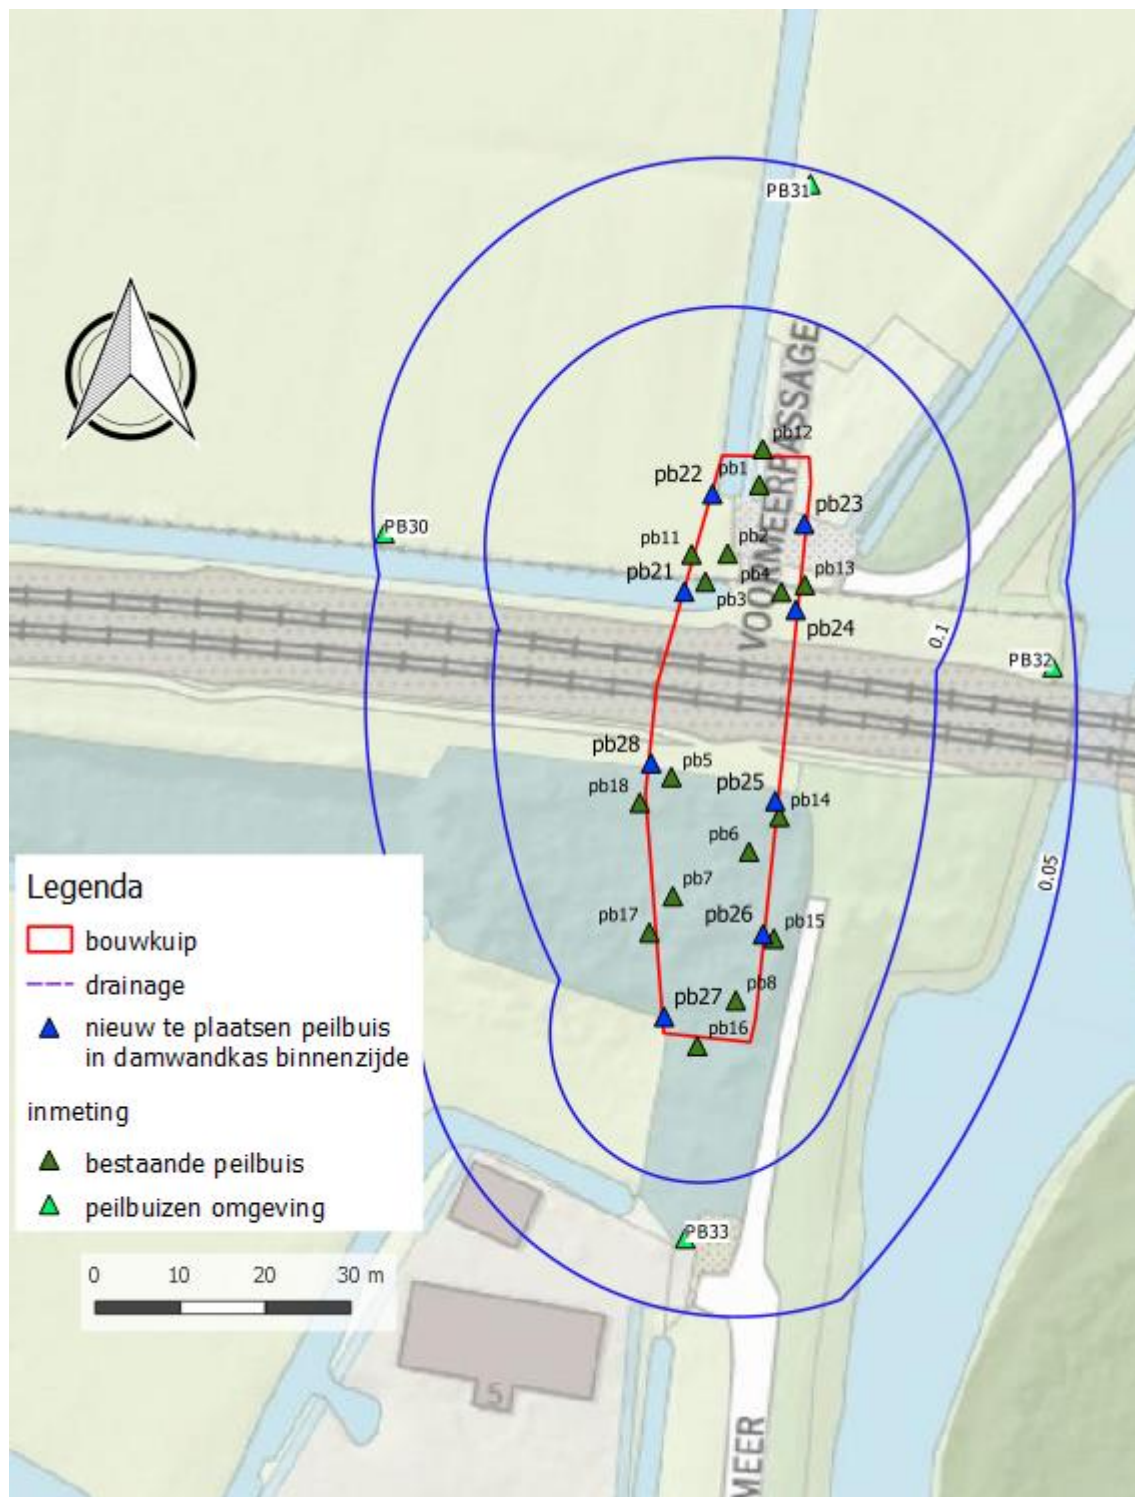 PB31
VOORMEERPASSAGE
pb12
pb22
pb1
pb23
PB30
pb11
pb2
pb21
pb4
pb13
pb3
pb24
0.1
PB32
pb28
pb5
pb25
pb18
pb14
pb6
0.05
pb7
pb17
pb26
pb15
pb8
pb27
pb16
Legenda
bouwkuip
drainage
nieuw te plaatsen peilbuis
in damwandkas binnenzijde
inmeting
bestaande peilbuis
peilbuizen omgeving
PB33
0 10 20 30 m
5
MEER